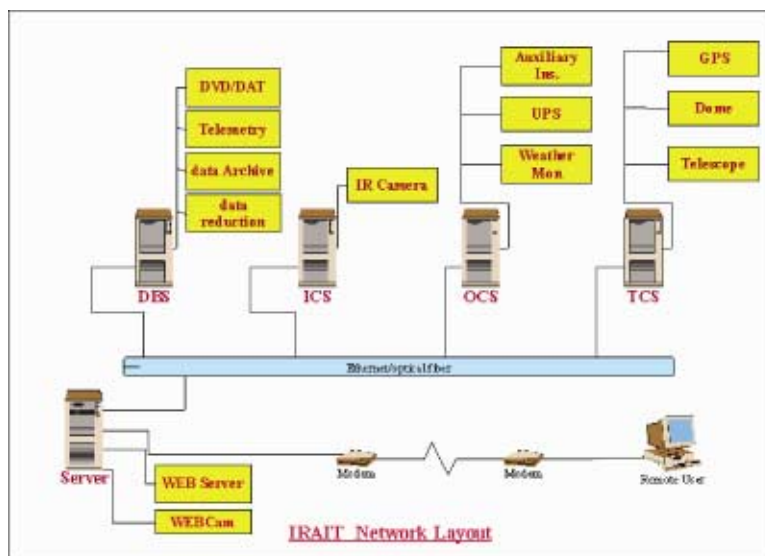 DVD/DAT
Telemetry
data Archive
data
reduction
IR Camera
Auxiliary
Ins.
UPS
Weather
Mon
GPS
Dome
Telescope
DBS
ICS
OCS
TCS
Ethernet/optical fiber
Server
WEB Server
WEBCam
Modem
Modem
Remote User
IRAIT Network Layout